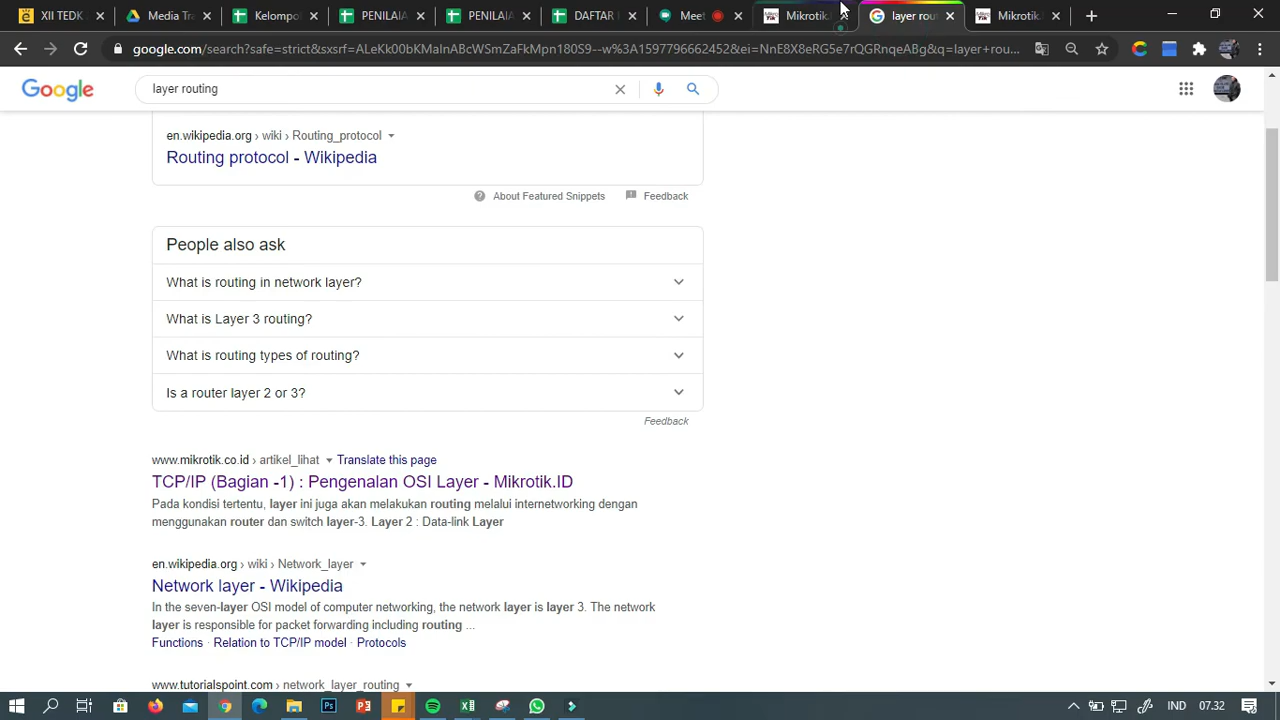 XII TEMK
Media Tra
Kelompo
PENILAIA
PENILAIA
DAFTAR
Meet
Mikrotik
layer rout
Mikrotik
google.com/search?safe=strict&sxsrf=ALeKk00bKMaInABcWSmZaFkMpn180S9--w%3A1597796662452&ei=NnE8X8eRG5e7rQGRnqeABg&q=layer+rou...
Google
layer routing
en.wikipedia.org › wiki › Routing_protocol
Routing protocol - Wikipedia
About Featured Snippets
Feedback
People also ask
What is routing in network layer?
What is Layer 3 routing?
What is routing types of routing?
Is a router layer 2 or 3?
Feedback
www.mikrotik.co.id › artikel_lihat Translate this page
TCP/IP (Bagian -1) : Pengenalan OSI Layer - Mikrotik.ID
Pada kondisi tertentu, layer ini juga akan melakukan routing melalui internetworking dengan
menggunakan router dan switch layer-3. Layer 2 : Data-link Layer
en.wikipedia.org › wiki › Network_layer
Network layer - Wikipedia
In the seven-layer OSI model of computer networking, the network layer is layer 3. The network
layer is responsible for packet forwarding including routing ...
Functions · Relation to TCP/IP model · Protocols
www.tutorialspoint.com › network_layer_routing
IND
07.32